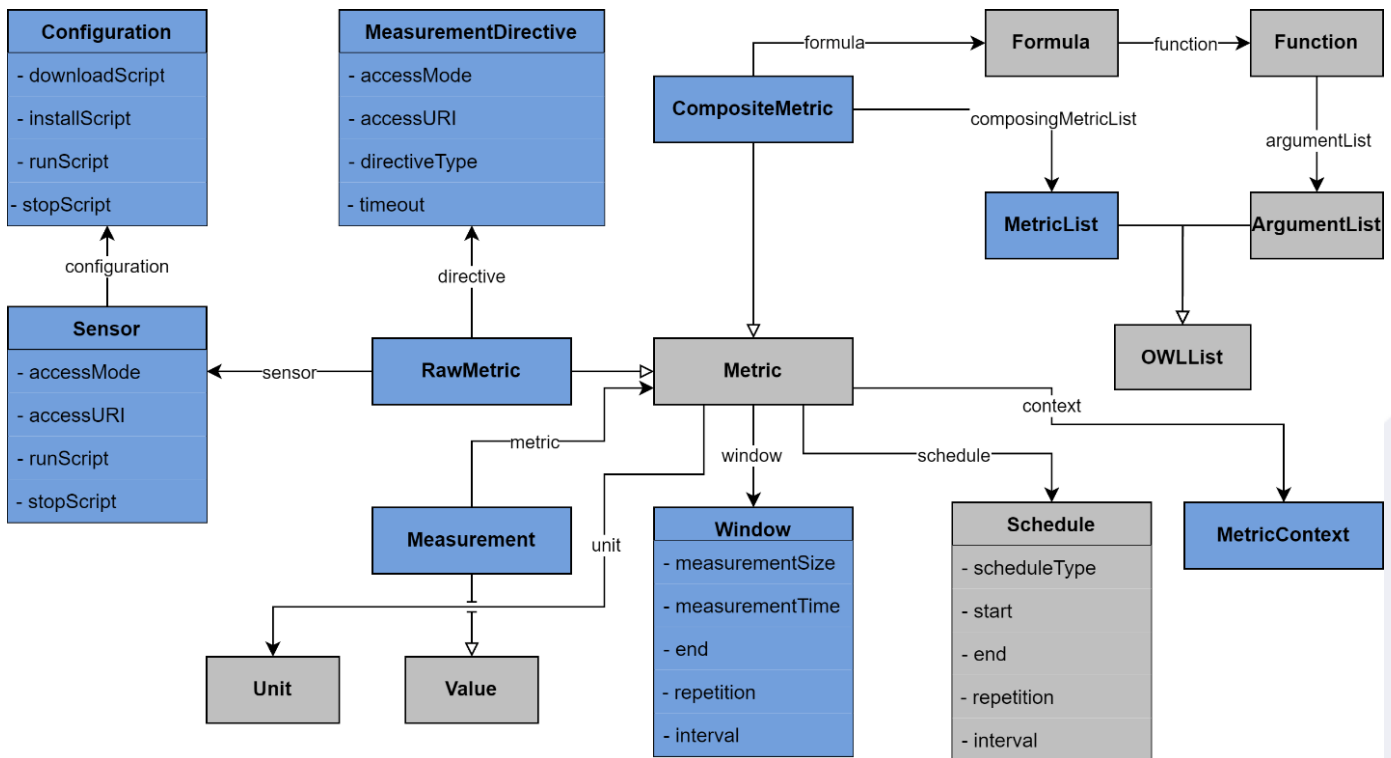 Configuration
- downloadScript
- installScript
- runScript
- stopScript
MeasurementDirective
- accessMode
- accessURI
- directiveType
- timeout
formula
Formula
function
Function
CompositeMetric
composingMetricList
argumentList
MetricList
ArgumentList
configuration
directive
OWLList
Sensor
- accessMode
- accessURI
- runScript
- stopScript
sensor
RawMetric
Metric
context
metric
window
schedule
Measurement
unit
Window
- measurementSize
- measurementTime
- end
- repetition
- interval
Schedule
- scheduleType
- start
- end
- repetition
- interval
MetricContext
Unit
Value